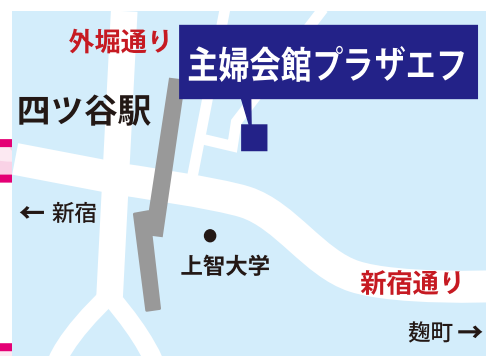 外堀通り
主婦会館プラザエフ
四ツ谷駅
← 新宿
上智大学
新宿通り
麹町 →